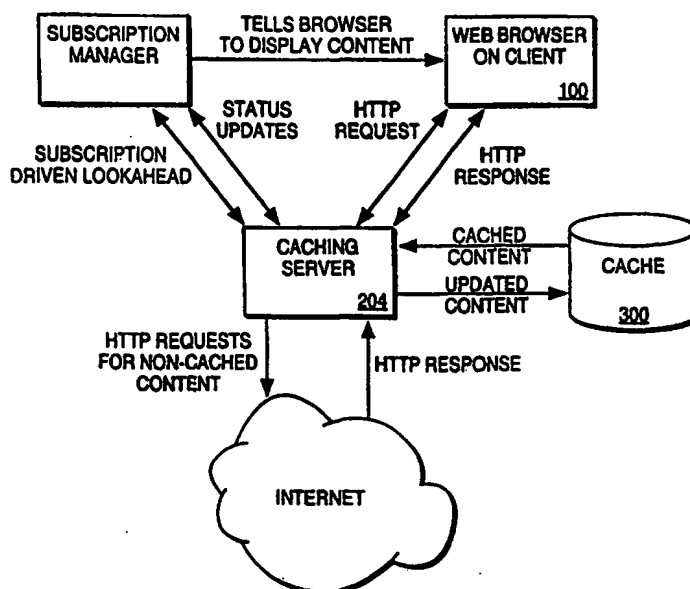 SUBSCRIPTION
MANAGER
TELLS BROWSER
TO DISPLAY CONTENT
WEB BROWSER
ON CLIENT
100
STATUS
UPDATES
HTTP
REQUEST
SUBSCRIPTION
DRIVEN LOOKAHEAD
HTTP
RESPONSE
CACHING
SERVER
204
CACHED
CONTENT
UPDATED
CONTENT
CACHE
300
HTTP REQUESTS
FOR NON-CACHED
CONTENT
HTTP RESPONSE
INTERNET